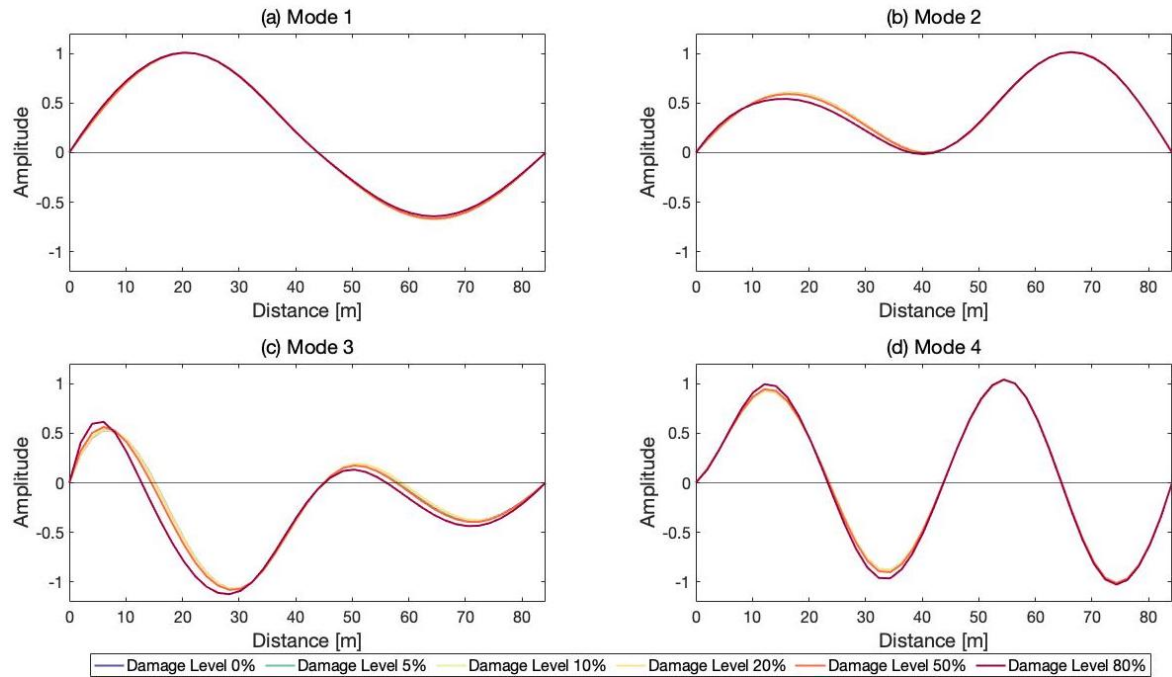 (a) Mode 1
(b) Mode 2
1
0.5
0
-0.5
-1
Amplitude
0 10 20 30 40 50 60 70 80
Distance [m]
1
0.5
0
-0.5
-1
Amplitude
0 10 20 30 40 50 60 70 80
Distance [m]
(c) Mode 3
(d) Mode 4
1
0.5
0
-0.5
-1
Amplitude
0 10 20 30 40 50 60 70 80
Distance [m]
1
0.5
0
-0.5
-1
Amplitude
0 10 20 30 40 50 60 70 80
Distance [m]
Damage Level 0% Damage Level 5% Damage Level 10% Damage Level 20% Damage Level 50% Damage Level 80%